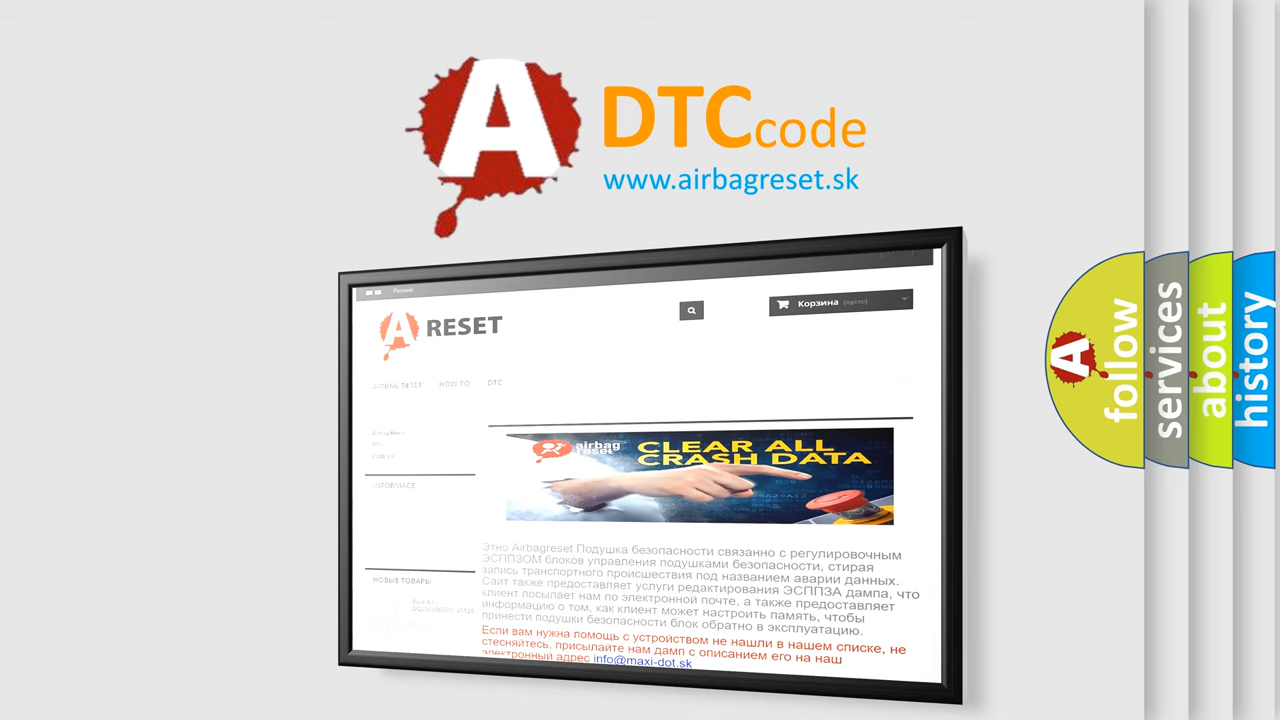 A
DTC code
www.airbagreset.sk
Русский
A RESET
Корзина (пусто)
AIRBAG RESET HOW TO DTC
INFORMACE
airbag reset
CLEAR ALL
CRASH DATA
Этно Airbagreset Подушка безопасности связанно с регулировочным
ЭСППЗОМ блоков управления подушками безопасности, стирая
запись транспортного происшествия под названием аварии данных.
Сайт также предоставляет услуги редактирования ЭСППЗА дампа, что
клиент посылает нам по электронной почте, а также предоставляет
информацию о том, как клиент может настроить память, чтобы
принести подушки безопасности блок обратно в эксплуатацию.
Если вам нужна помощь с устройством не нашли в нашем списке, не
стесняйтесь, присылайте нам дамп с описанием его на наш
электронный адрес info@maxi-dot.sk
НОВЫЕ ТОВАРЫ
A
follow
services
about
history